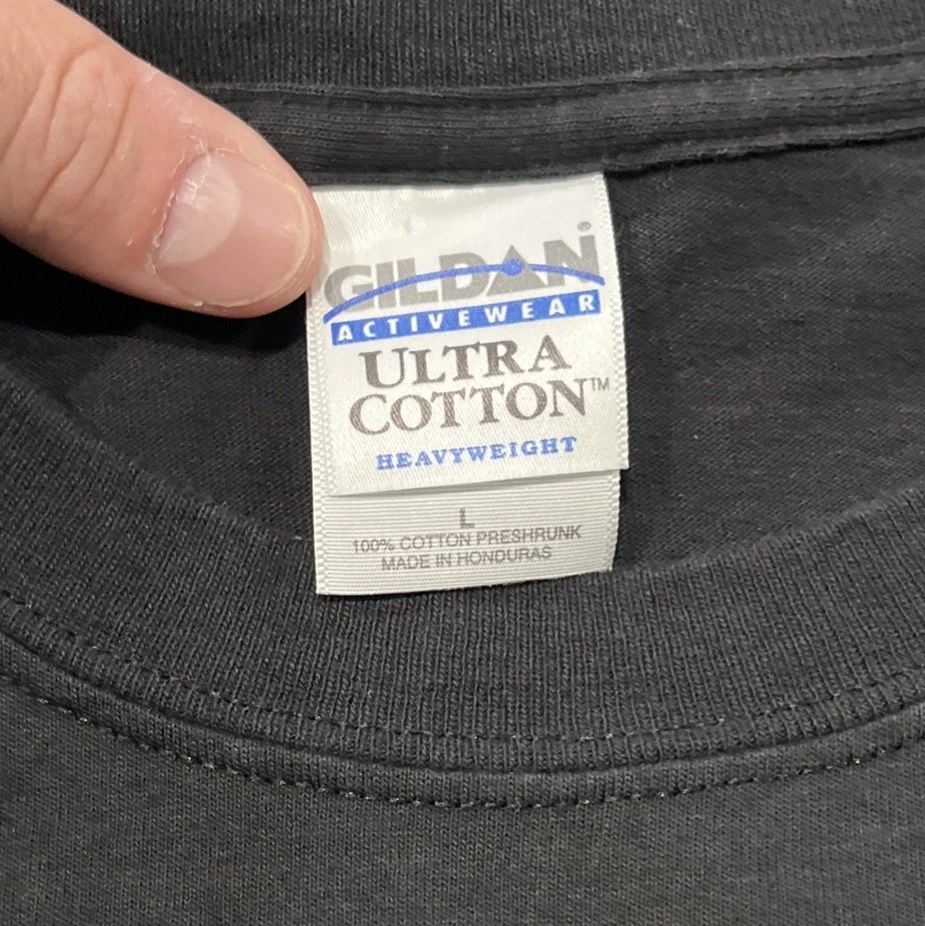 GILDAN®
ACTIVEWEAR
ULTRA
COTTON™
HEAVYWEIGHT
L
100% COTTON PRESHRUNK
MADE IN HONDURAS